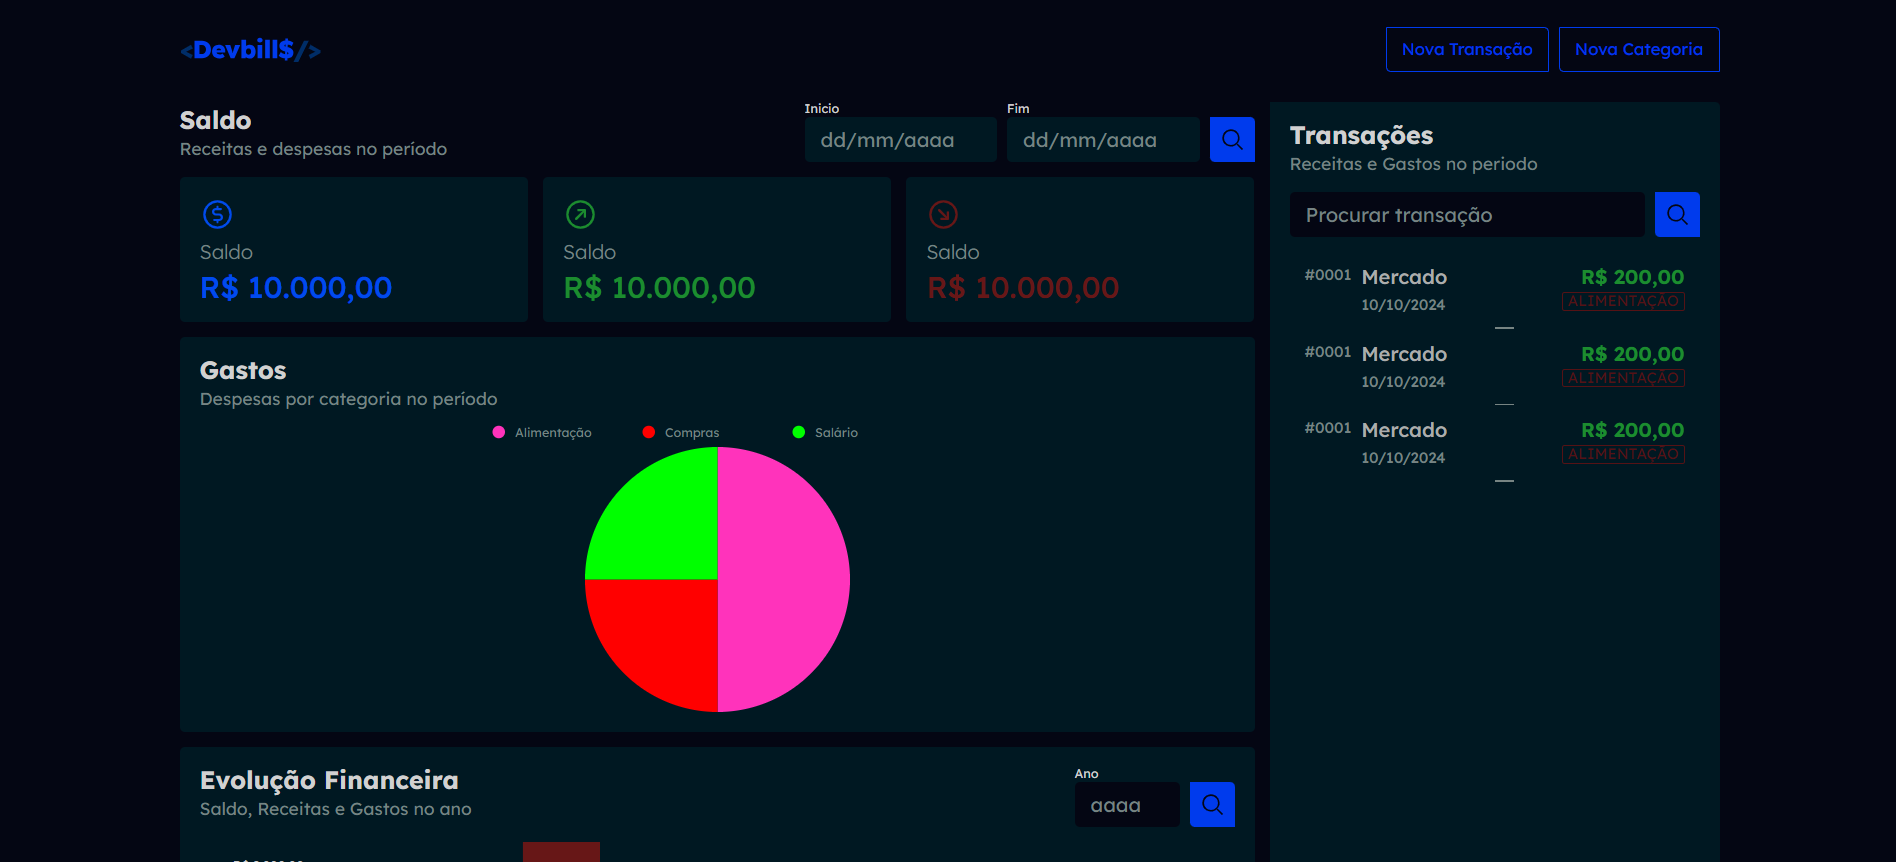 <Devbill$/>
Nova Transação
Nova Categoria
Saldo
Receitas e despesas no período
Inicio
dd/mm/aaaa
Fim
dd/mm/aaaa
Saldo
R$ 10.000,00
Saldo
R$ 10.000,00
Saldo
R$ 10.000,00
Gastos
Despesas por categoria no período
Alimentação
Compras
Salário
Evolução Financeira
Saldo, Receitas e Gastos no ano
Ano
aaaa
Transações
Receitas e Gastos no periodo
Procurar transação
#0001 Mercado R$ 200,00
10/10/2024 ALIMENTAÇÃO
#0001 Mercado R$ 200,00
10/10/2024 ALIMENTAÇÃO
#0001 Mercado R$ 200,00
10/10/2024 ALIMENTAÇÃO